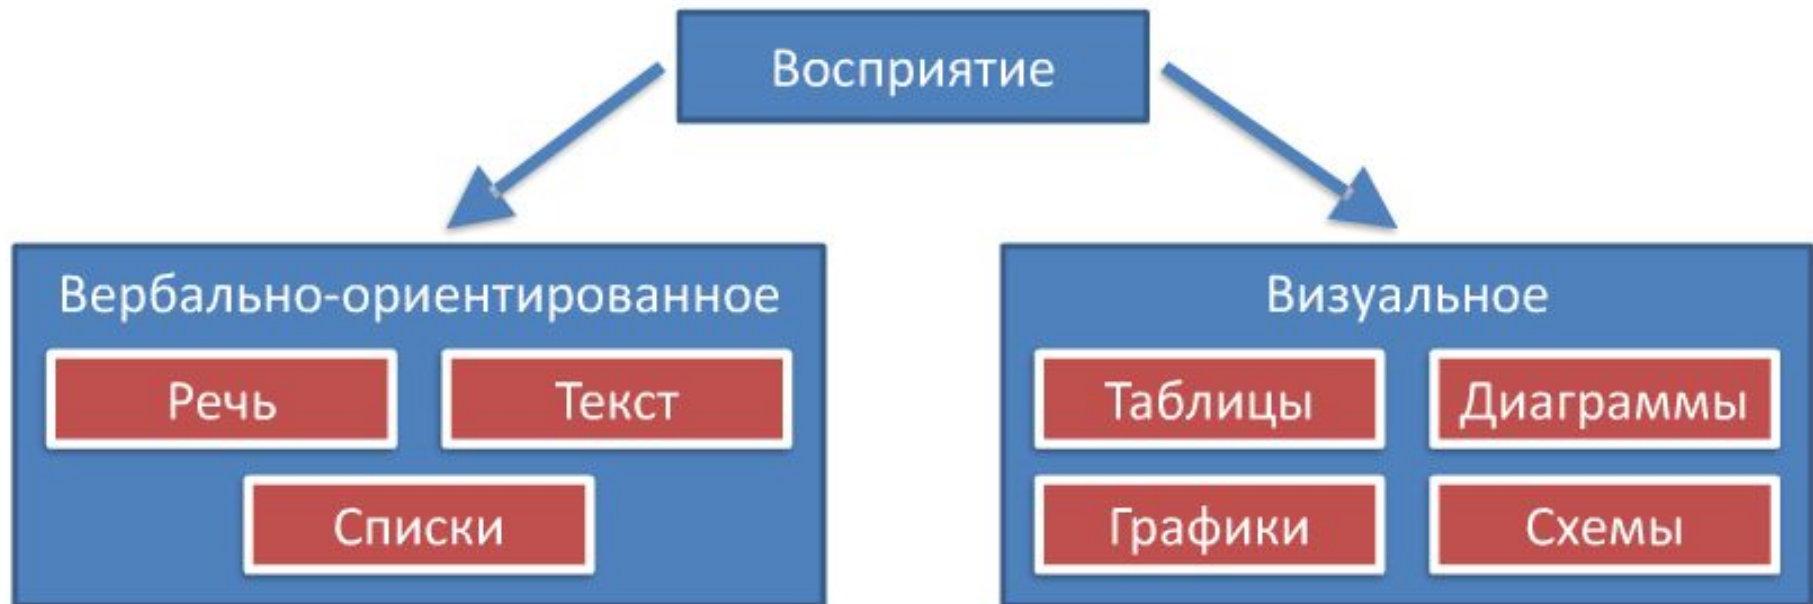 Восприятие
Вербально-ориентированное
Речь
Текст
Списки
Визуальное
Таблицы
Диаграммы
Графики
Схемы